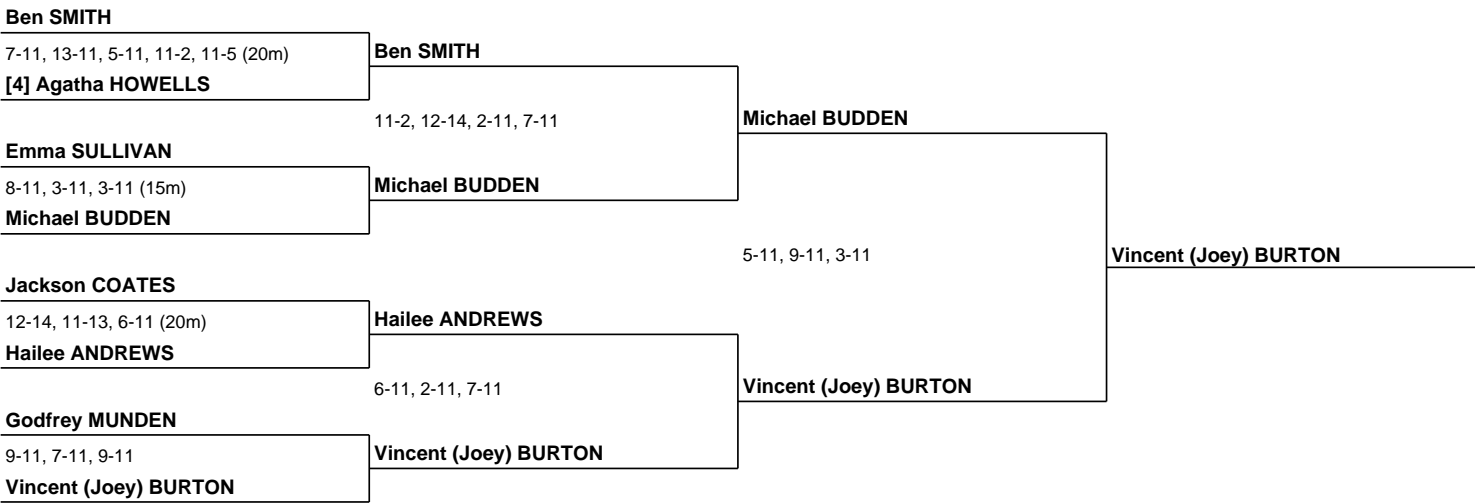 Ben SMITH
7-11, 13-11, 5-11, 11-2, 11-5 (20m)
[4] Agatha HOWELLS
Ben SMITH
11-2, 12-14, 2-11, 7-11
Emma SULLIVAN
8-11, 3-11, 3-11 (15m)
Michael BUDDEN
Michael BUDDEN
Michael BUDDEN
5-11, 9-11, 3-11
Vincent (Joey) BURTON
Jackson COATES
12-14, 11-13, 6-11 (20m)
Hailee ANDREWS
Hailee ANDREWS
6-11, 2-11, 7-11
Vincent (Joey) BURTON
Godfrey MUNDEN
9-11, 7-11, 9-11
Vincent (Joey) BURTON
Vincent (Joey) BURTON